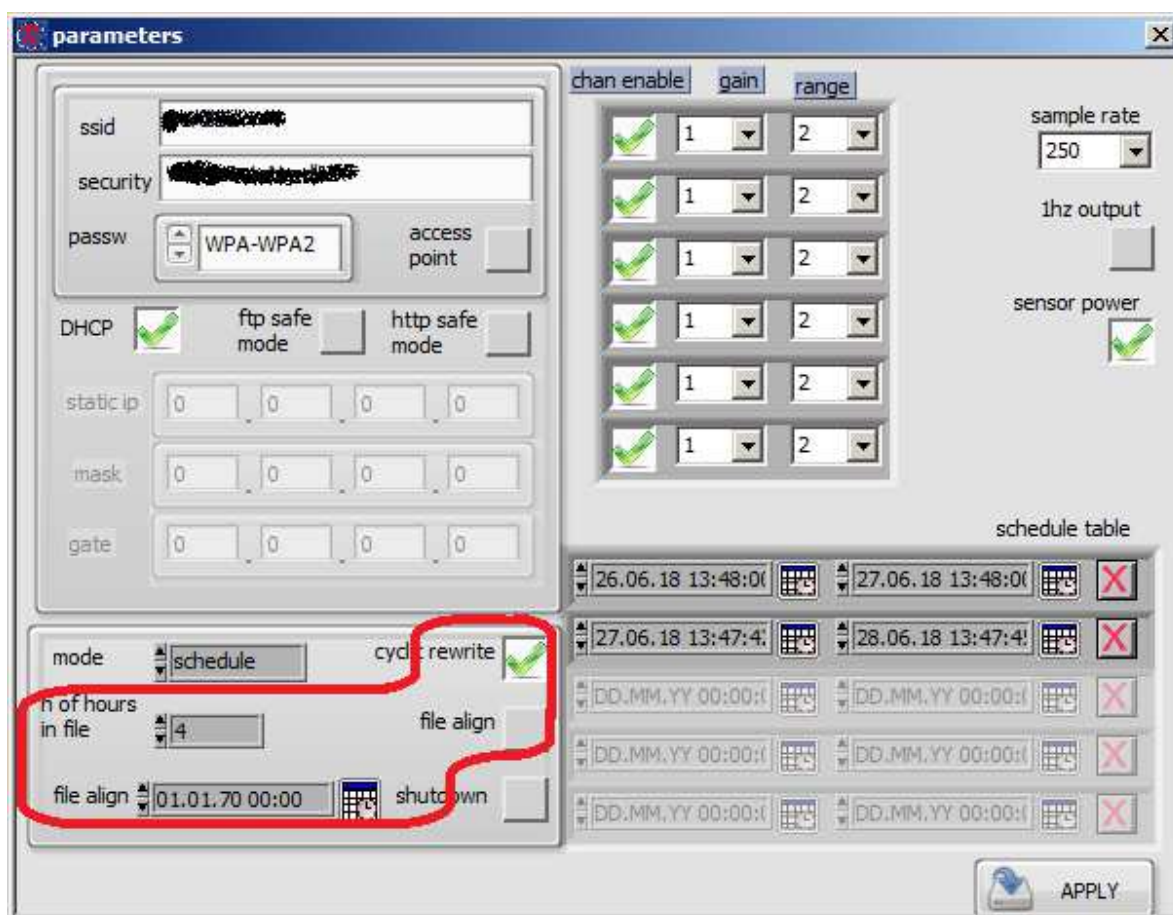 parameters
ssid
security
passw
WPA-WPA2
access
point
DHCP
ftp safe
mode
http safe
mode
static ip 0 . 0 . 0 . 0
mask 0 . 0 . 0 . 0
gate 0 . 0 . 0 . 0
mode schedule
cyclic rewrite
n of hours
in file
4
file align
file align 01.01.70 00:00
shutdown
chan enable gain range
1 2
1 2
1 2
1 2
1 2
1 2
sample rate
250
1hz output
sensor power
schedule table
26.06.18 13:48:0 27.06.18 13:48:0
27.06.18 13:47:4 28.06.18 13:47:4
DD.MM.YY 00:00: DD.MM.YY 00:00:
DD.MM.YY 00:00: DD.MM.YY 00:00:
DD.MM.YY 00:00: DD.MM.YY 00:00:
APPLY